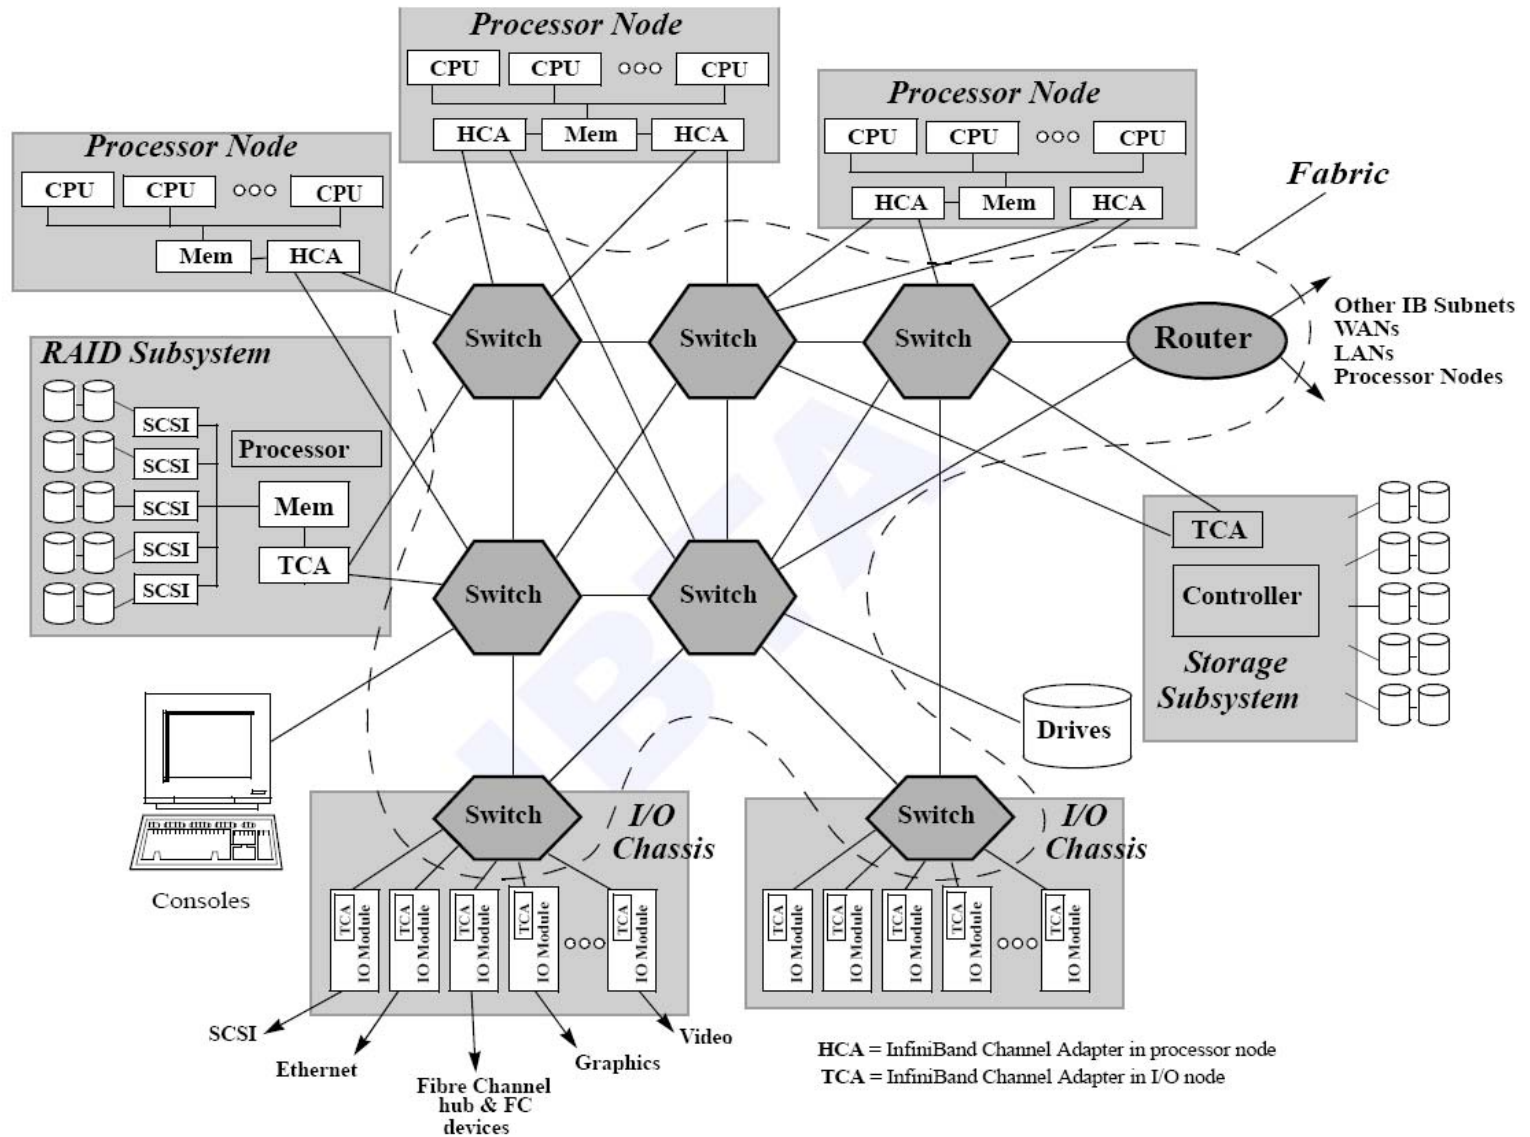 Processor Node
CPU CPU CPU
HCA Mem HCA
Processor Node
CPU CPU CPU
HCA Mem HCA
Processor Node
CPU CPU CPU
Mem HCA
Fabric
Switch Switch Switch Router
Other IB Subnets
WANs
LANs
Processor Nodes
RAID Subsystem
SCSI
SCSI
SCSI
SCSI
SCSI
Processor
Mem
TCA
Switch Switch
TCA
Controller
Storage
Subsystem
Drives
Consoles
Switch
I/O
Chassis
TCA
IO Module
TCA
IO Module
TCA
IO Module
TCA
IO Module
TCA
IO Module
SCSI
Ethernet
Fibre Channel
hub & FC
devices
Graphics
Video
Switch
I/O
Chassis
TCA
IO Module
TCA
IO Module
TCA
IO Module
TCA
IO Module
TCA
IO Module
HCA = InfiniBand Channel Adapter in processor node
TCA = InfiniBand Channel Adapter in I/O node
IBTA